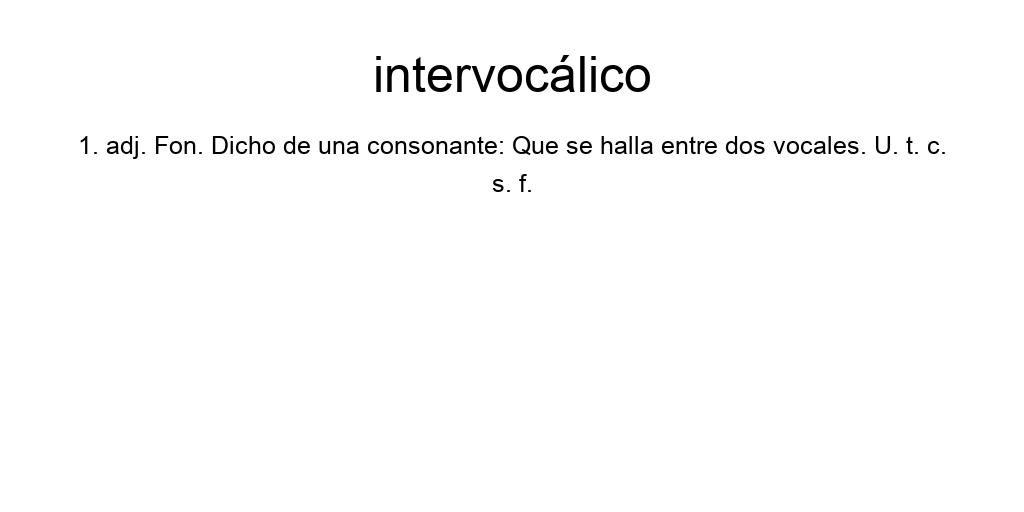 intervocálico
1. adj. Fon. Dicho de una consonante: Que se halla entre dos vocales. U. t. c.
s. f.